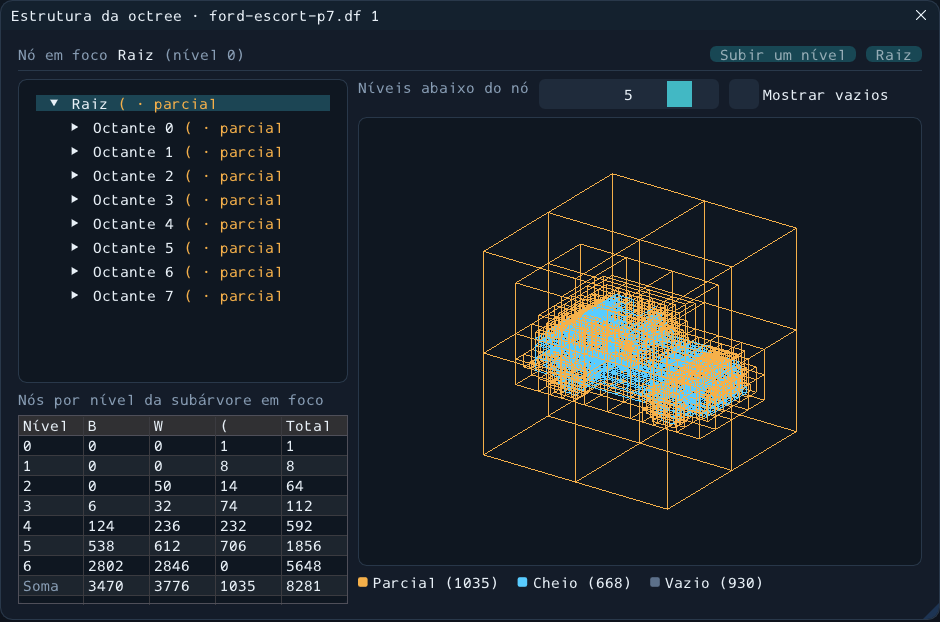 Estrutura da octree · ford-escort-p7.df 1
Nó em foco Raiz (nível 0)
Subir um nível
Raiz
Raiz ( · parcial
Octante 0 ( · parcial
Octante 1 ( · parcial
Octante 2 ( · parcial
Octante 3 ( · parcial
Octante 4 ( · parcial
Octante 5 ( · parcial
Octante 6 ( · parcial
Octante 7 ( · parcial
Níveis abaixo do nó
5
Mostrar vazios
Nós por nível da subárvore em foco
Nível B W ( Total
0 0 0 1 1
1 0 0 8 8
2 0 50 14 64
3 6 32 74 112
4 124 236 232 592
5 538 612 706 1856
6 2802 2846 0 5648
Soma 3470 3776 1035 8281
Parcial (1035) Cheio (668) Vazio (930)